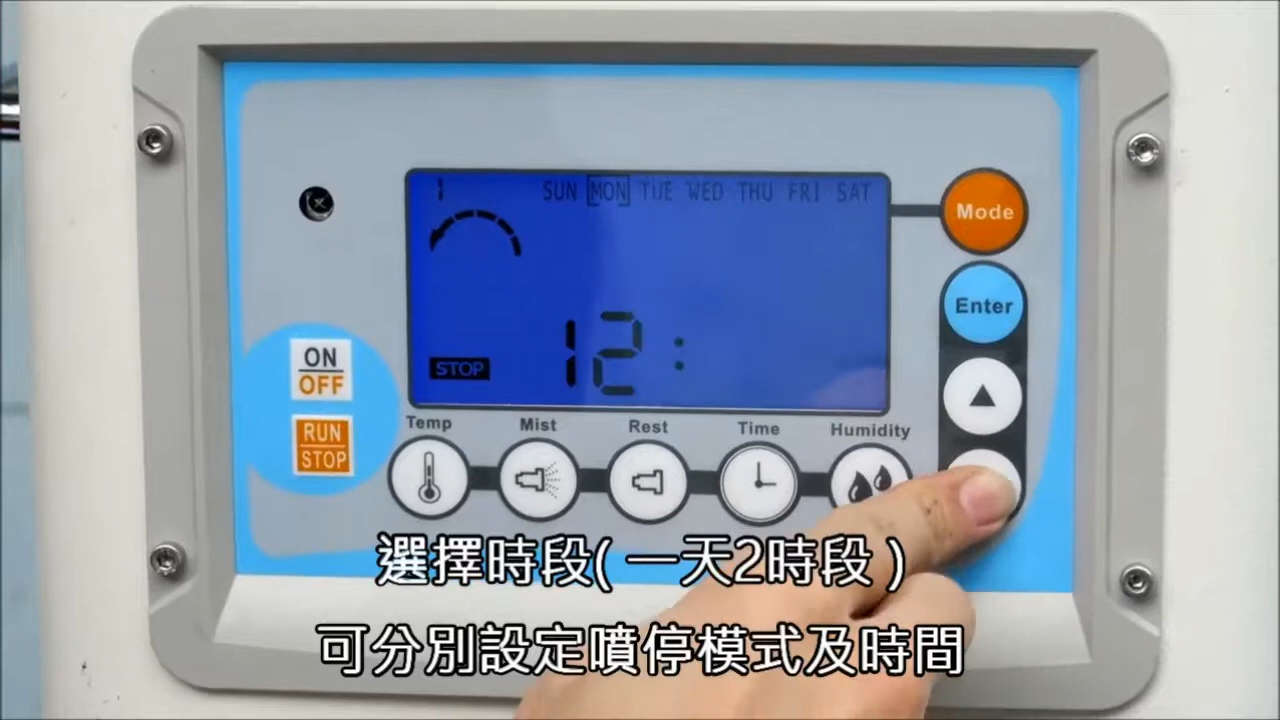 1
SUN MON TUE WED THU FRI SAT
Mode
Enter
ON
OFF
STOP
12:
RUN
STOP
Temp Mist Rest Time Humidity
選擇時段( 一天2時段 )
可分別設定噴停模式及時間